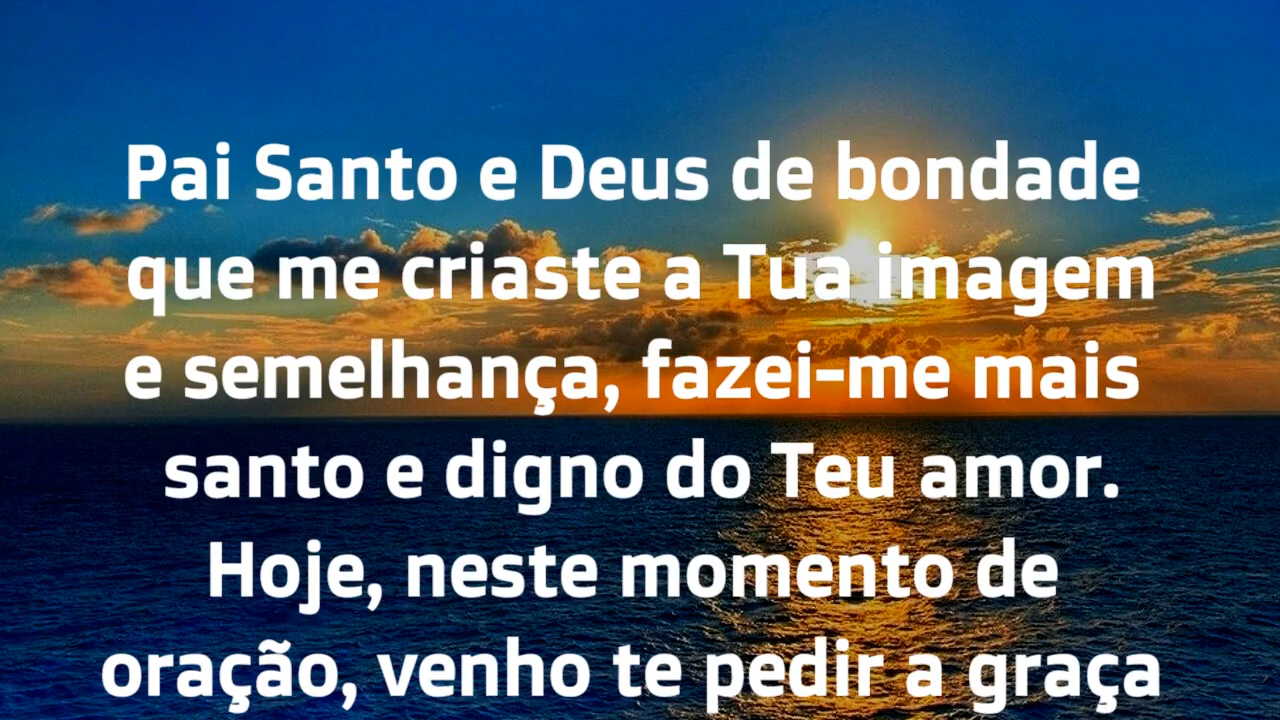 Pai Santo e Deus de bondade
que me criaste a Tua imagem
e semelhança, fazei-me mais
santo e digno do Teu amor.
Hoje, neste momento de
oração, venho te pedir a graça